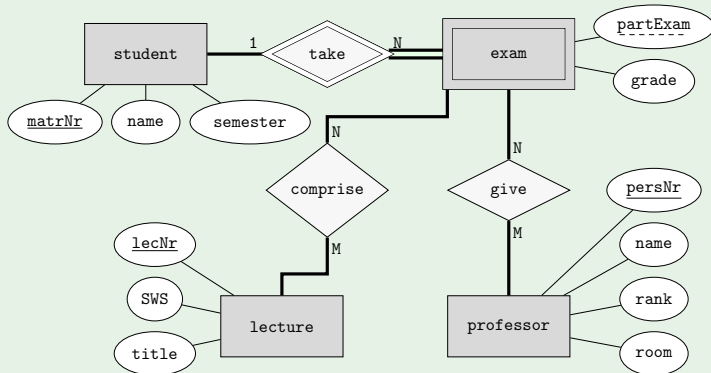 partExam
student
1
take
N
exam
grade
matrNr
name
semester
N
N
comprise
give
persNr
M
M
lecNr
name
SWS
rank
lecture
professor
title
room